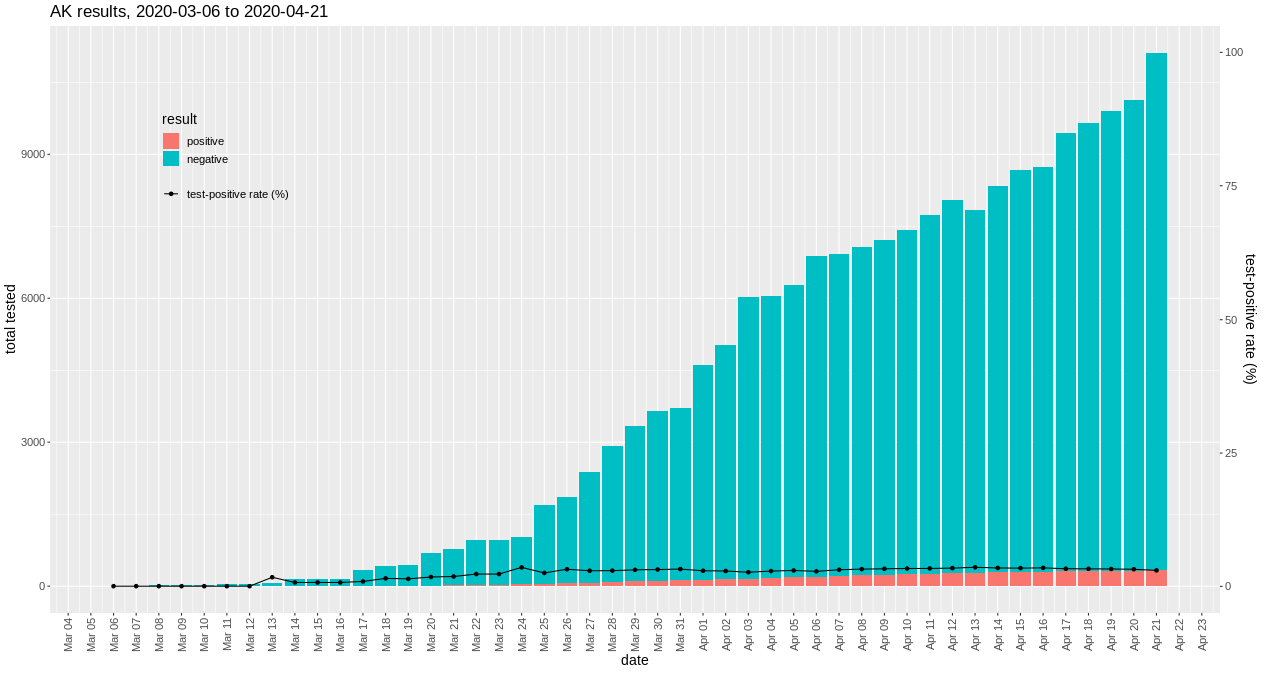 AK results, 2020-03-06 to 2020-04-21
result
positive
negative
test-positive rate (%)
total tested
9000
6000
3000
0
100
75
50
25
0
test-positive rate (%)
Mar 04
Mar 05
Mar 06
Mar 07
Mar 08
Mar 09
Mar 10
Mar 11
Mar 12
Mar 13
Mar 14
Mar 15
Mar 16
Mar 17
Mar 18
Mar 19
Mar 20
Mar 21
Mar 22
Mar 23
Mar 24
Mar 25
Mar 26
Mar 27
Mar 28
Mar 29
Mar 30
Mar 31
Apr 01
Apr 02
Apr 03
Apr 04
Apr 05
Apr 06
Apr 07
Apr 08
Apr 09
Apr 10
Apr 11
Apr 12
Apr 13
Apr 14
Apr 15
Apr 16
Apr 17
Apr 18
Apr 19
Apr 20
Apr 21
Apr 22
Apr 23
date